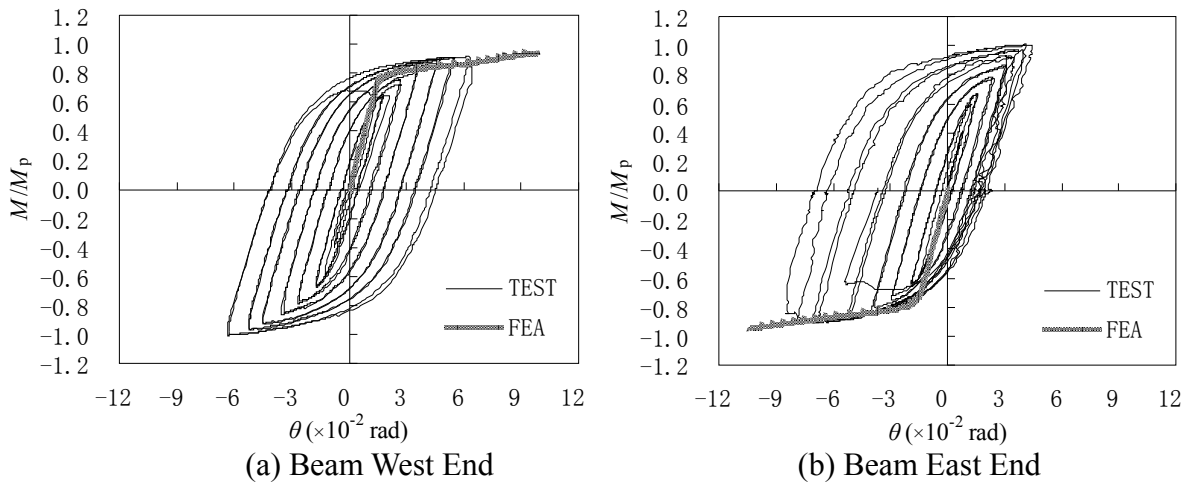 1.2
1.0
0.8
0.6
0.4
0.2
0.0
-0.2
-0.4
-0.6
-0.8
-1.0
-1.2
M/Mp
-12 -9 -6 -3 0 3 6 9 12
θ (×10-2 rad)
TEST
FEA
(a) Beam West End
1.2
1.0
0.8
0.6
0.4
0.2
0.0
-0.2
-0.4
-0.6
-0.8
-1.0
-1.2
M/Mp
-12 -9 -6 -3 0 3 6 9 12
θ (×10-2 rad)
TEST
FEA
(b) Beam East End